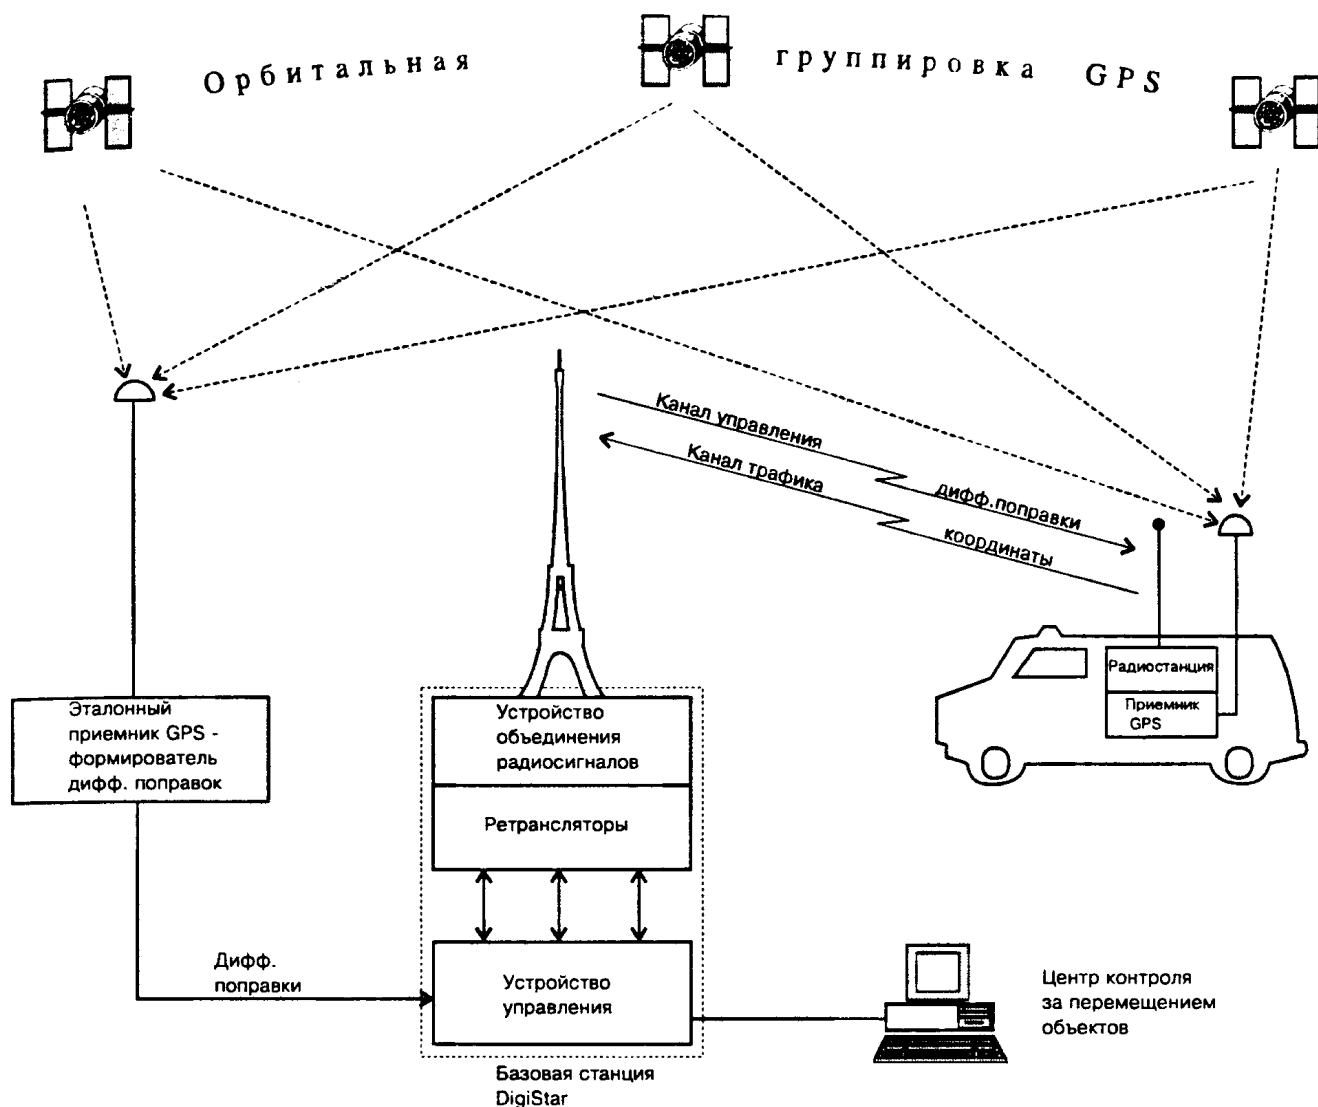 Орбитальная группировка GPS
Канал управления
дифф.поправки
Канал трафика
координаты
Радиостанция
Приемник
GPS
Эталонный
приемник GPS -
формирователь
дифф. поправок
Устройство
объединения
радиосигналов
Ретрансляторы
Дифф.
поправки
Устройство
управления
Центр контроля
за перемещением
объектов
Базовая станция
DigiStar